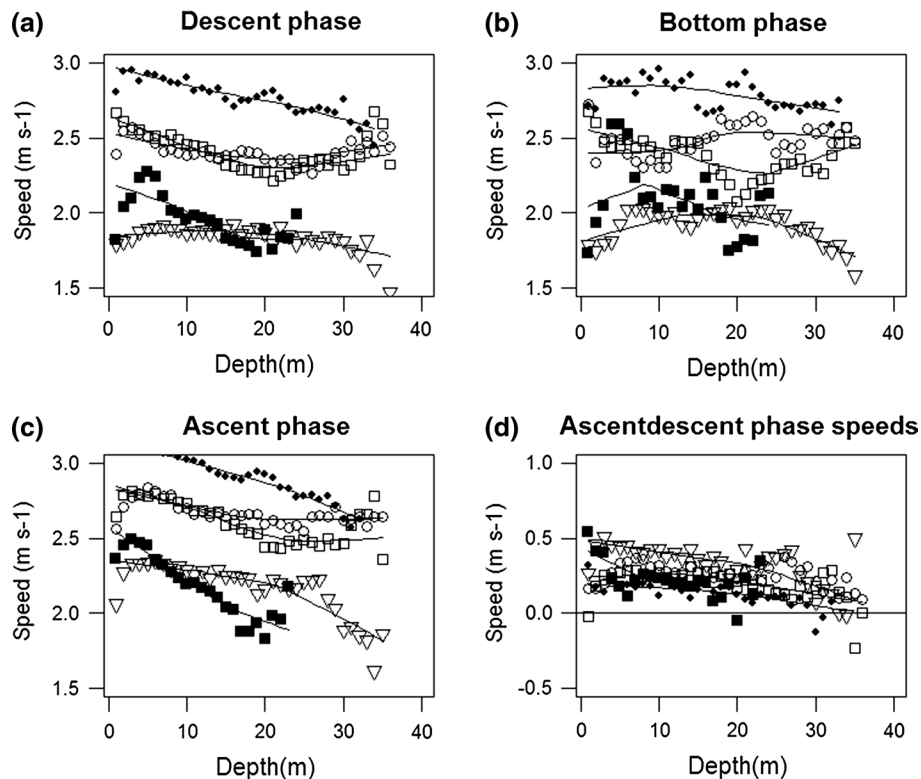 (a) Descent phase
3.0
2.5
2.0
1.5
Speed (m s-1)
0 10 20 30 40
Depth(m)
(b) Bottom phase
3.0
2.5
2.0
1.5
Speed (m s-1)
0 10 20 30 40
Depth(m)
(c) Ascent phase
3.0
2.5
2.0
1.5
Speed (m s-1)
0 10 20 30 40
Depth(m)
(d) Ascentdescent phase speeds
1.0
0.5
0.0
-0.5
Speed (m s-1)
0 10 20 30 40
Depth(m)